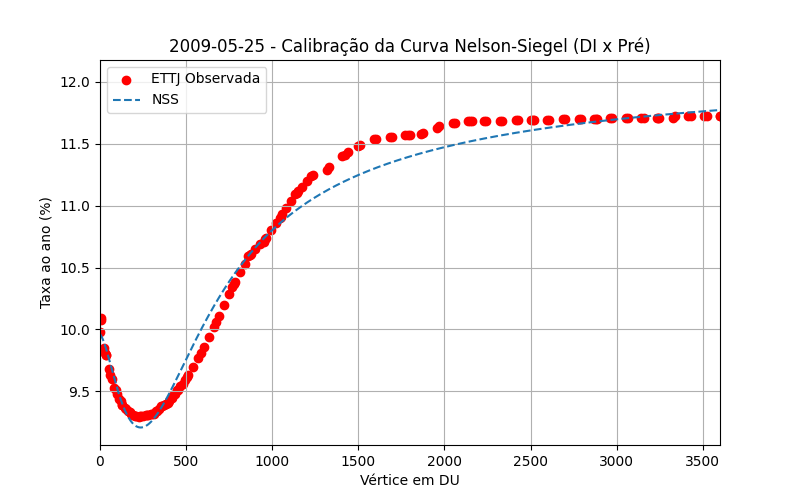 2009-05-25 - Calibração da Curva Nelson-Siegel (DI x Pré)
ETTJ Observada
NSS
Taxa ao ano (%)
12.0
11.5
11.0
10.5
10.0
9.5
0 500 1000 1500 2000 2500 3000 3500
Vértice em DU